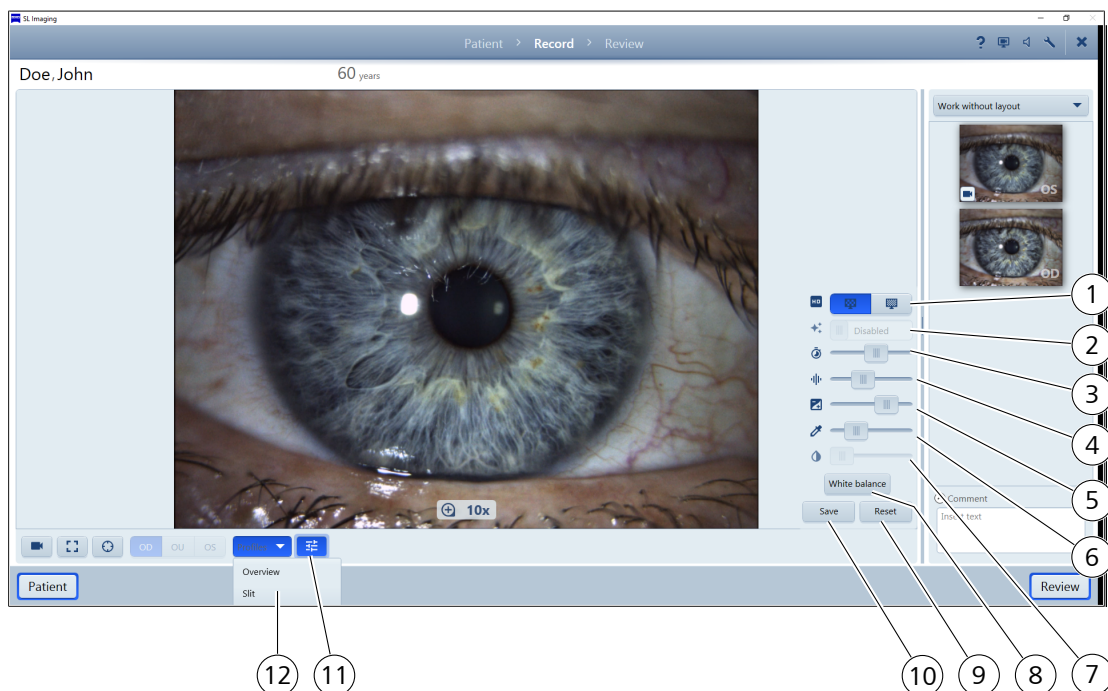 SL Imaging
Patient > Record > Review
?
Doe, John 60 years
Work without layout
OS
OD
HD
Disabled
10x
White balance
Save Reset
Comment
Insert text
OD OU OS
Overview
Slit
Patient
Review
1
2
3
4
5
6
7
8
9
10
11
12